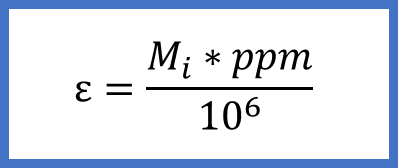 ε = M_i * ppm / 10^6